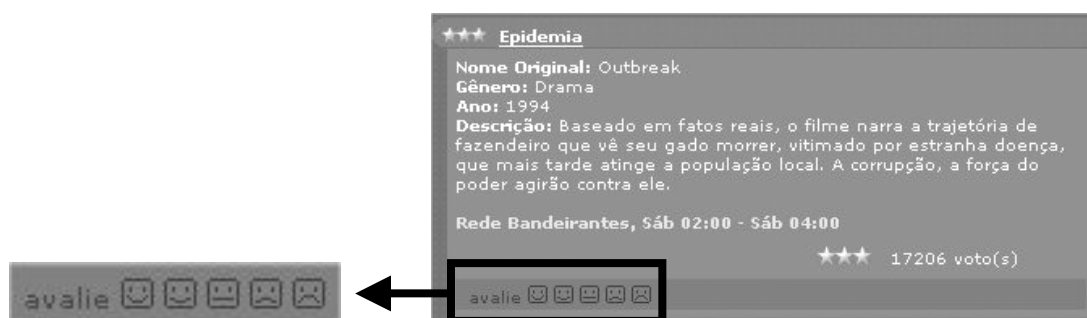 Epidemia
Nome Original: Outbreak
Gênero: Drama
Ano: 1994
Descrição: Baseado em fatos reais, o filme narra a trajetória de
fazendeiro que vê seu gado morrer, vitimado por estranha doença,
que mais tarde atinge a população local. A corrupção, a força do
poder agirão contra ele.
Rede Bandeirantes, Sáb 02:00 - Sáb 04:00
17206 voto(s)
avalie
avalie